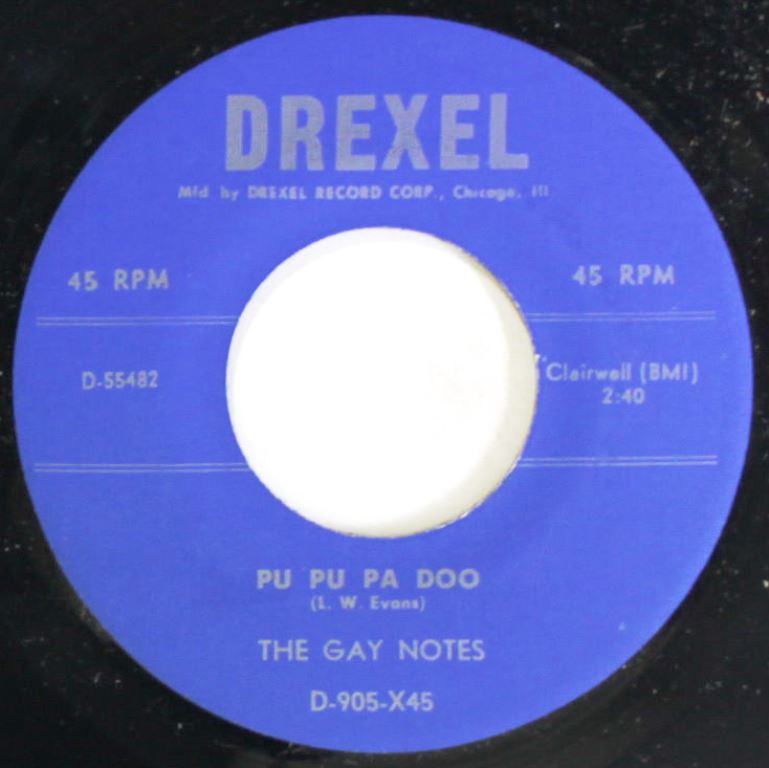 DREXEL
Mfd by DREXEL RECORD CORP., Chicago, Ill
45 RPM 45 RPM
D-55482 Clairwell (BMI)
2:40
PU PU PA DOO
(L. W. Evans)
THE GAY NOTES
D-905-X45